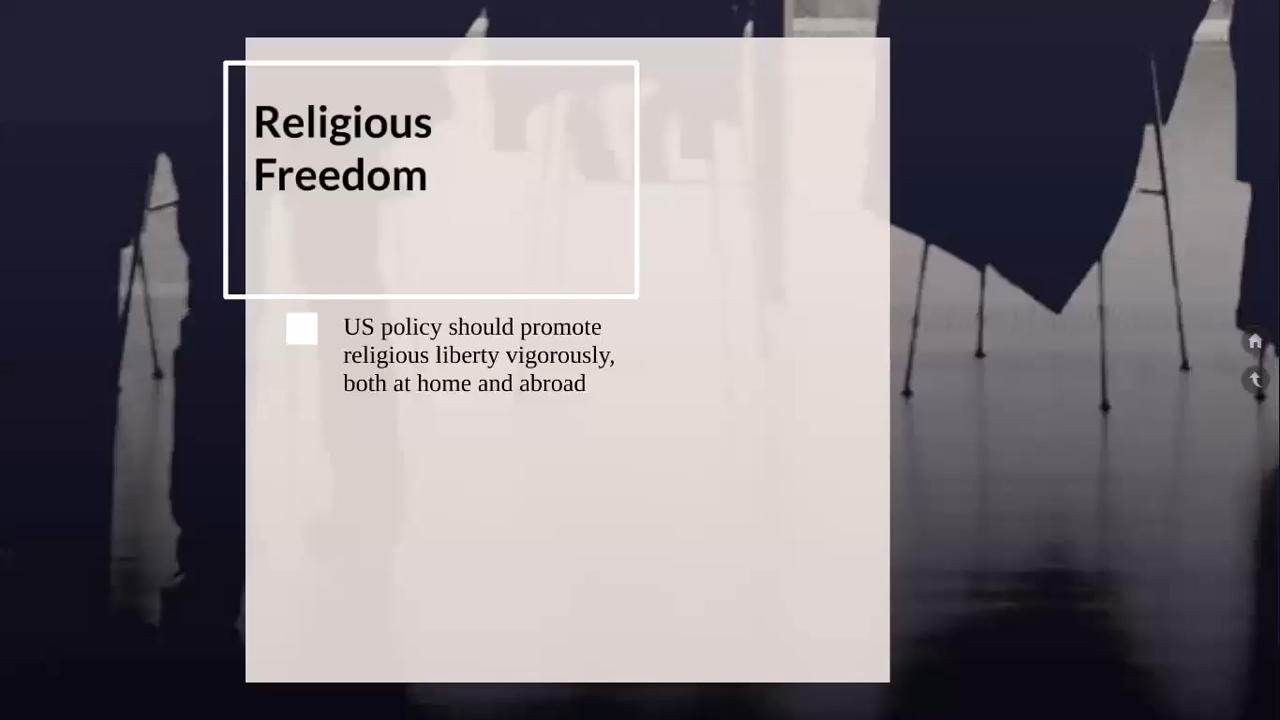 Religious
Freedom
US policy should promote
religious liberty vigorously,
both at home and abroad